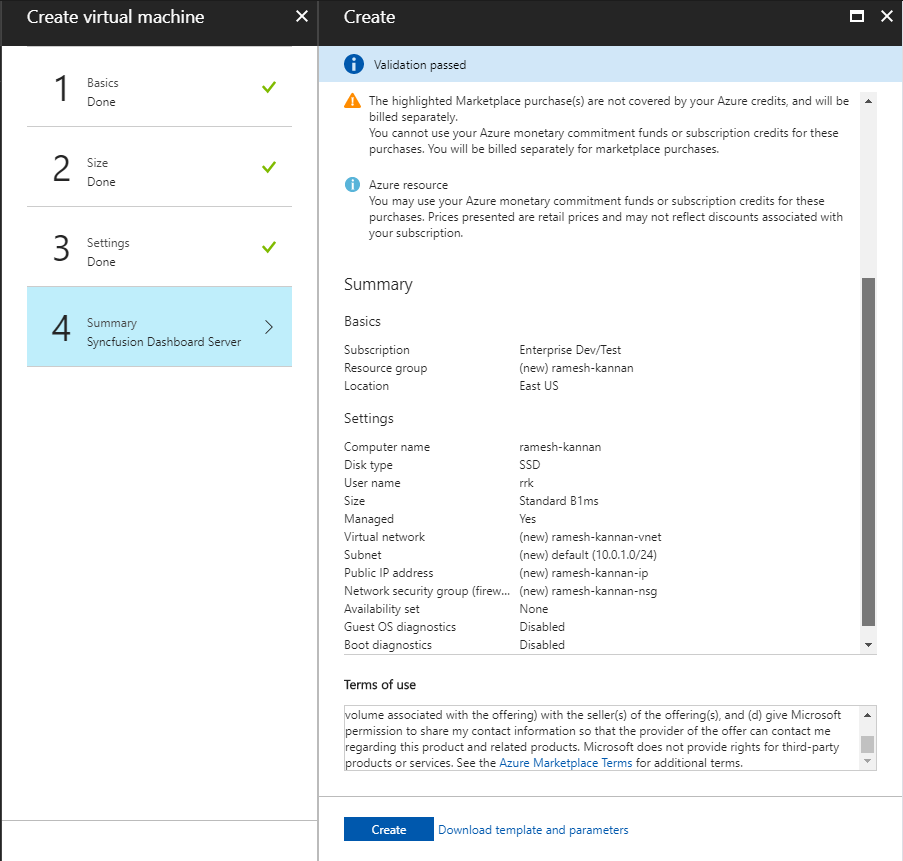 Create virtual machine
1
Basics
Done
2
Size
Done
3
Settings
Done
4
Summary
Syncfusion Dashboard Server
Create
Validation passed
The highlighted Marketplace purchase(s) are not covered by your Azure credits, and will be
billed separately.
You cannot use your Azure monetary commitment funds or subscription credits for these
purchases. You will be billed separately for marketplace purchases.
Azure resource
You may use your Azure monetary commitment funds or subscription credits for these
purchases. Prices presented are retail prices and may not reflect discounts associated with
your subscription.
Summary
Basics
Subscription Enterprise Dev/Test
Resource group (new) ramesh-kannan
Location East US
Settings
Computer name ramesh-kannan
Disk type SSD
User name rrk
Size Standard B1ms
Managed Yes
Virtual network (new) ramesh-kannan-vnet
Subnet (new) default (10.0.1.0/24)
Public IP address (new) ramesh-kannan-ip
Network security group (firew... (new) ramesh-kannan-nsg
Availability set None
Guest OS diagnostics Disabled
Boot diagnostics Disabled
Terms of use
volume associated with the offering) with the seller(s) of the offering(s), and (d) give Microsoft
permission to share my contact information so that the provider of the offer can contact me
regarding this product and related products. Microsoft does not provide rights for third-party
products or services. See the Azure Marketplace Terms for additional terms.
Create Download template and parameters